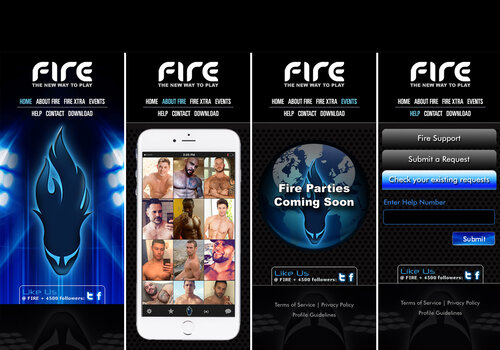 FIRE
THE NEW WAY TO PLAY
HOME ABOUT FIRE FIRE XTRA EVENTS
HELP CONTACT DOWNLOAD
Like Us
@ FIRE + 4500 followers:
FIRE
THE NEW WAY TO PLAY
HOME ABOUT FIRE FIRE XTRA EVENTS
HELP CONTACT DOWNLOAD
FIRE
THE NEW WAY TO PLAY
HOME ABOUT FIRE FIRE XTRA EVENTS
HELP CONTACT DOWNLOAD
Fire Parties
Coming Soon
Like Us
@ FIRE + 4500 followers:
Terms of Service | Privacy Policy
Profile Guidelines
FIRE
THE NEW WAY TO PLAY
HOME ABOUT FIRE FIRE XTRA EVENTS
HELP CONTACT DOWNLOAD
Fire Support
Submit a Request
Check your existing requests
Enter Help Number
Submit
Like Us
@ FIRE + 4500 followers:
Terms of Service | Privacy Policy
Profile Guidelines